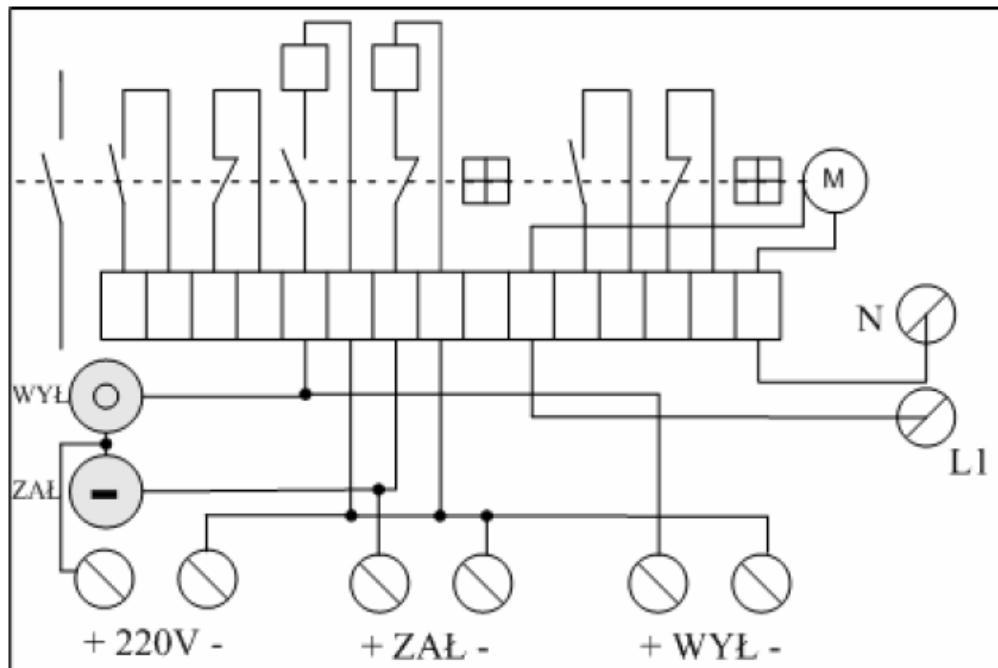 M
N
WYŁ
L1
ZAŁ
+ 220V -
+ ZAŁ -
+ WYŁ -